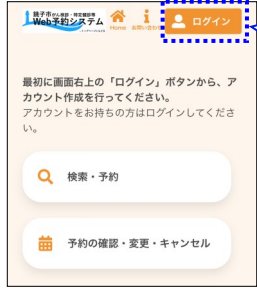 銚子市がん検診・特定健診等
Web予約システム
Home
お問い合わせ
ログイン
最初に画面右上の「ログイン」ボタンから、ア
カウント作成を行ってください。
アカウントをお持ちの方はログインしてくださ
い。
検索・予約
予約の確認・変更・キャンセル